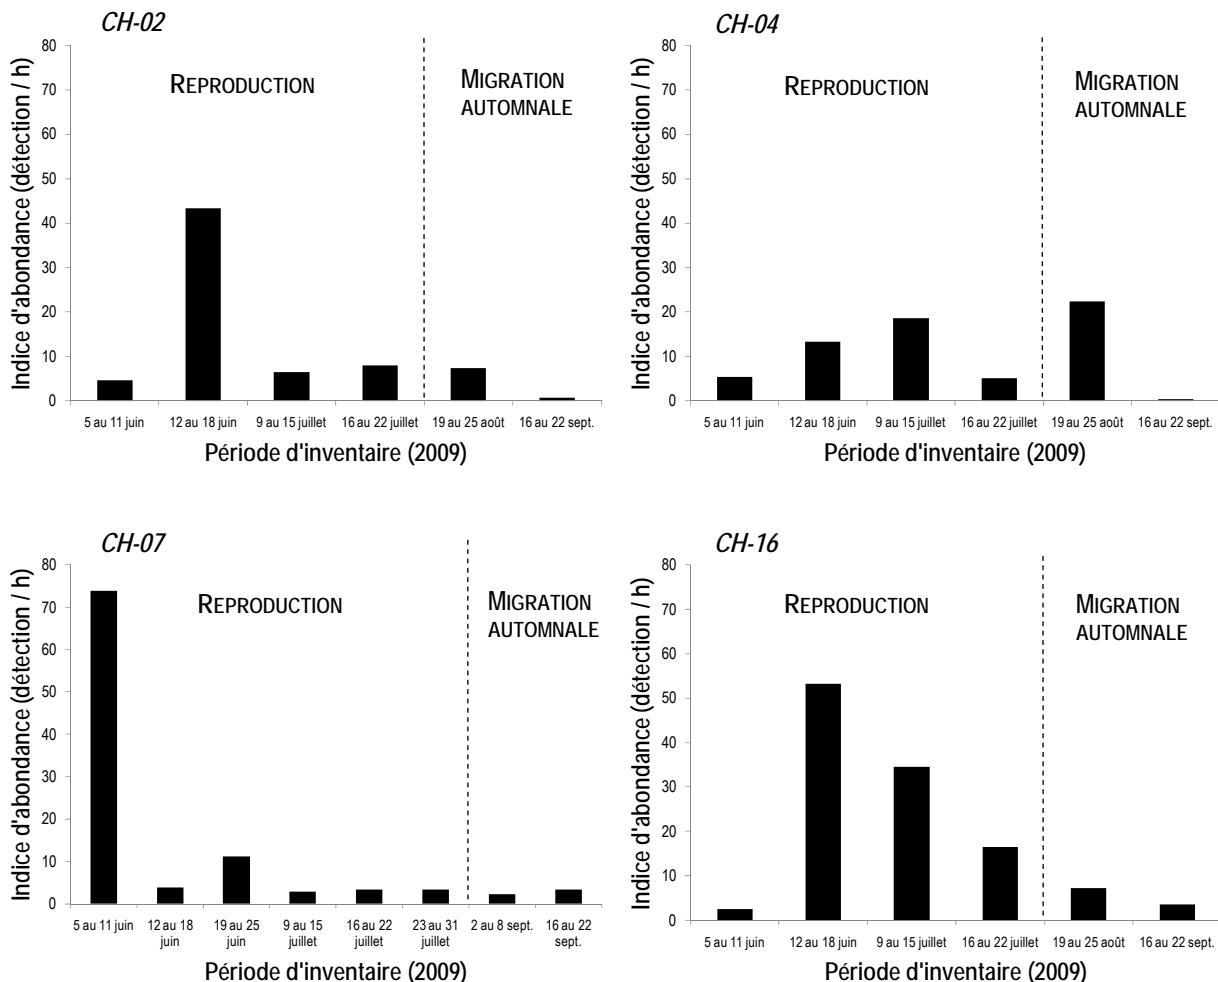 CH-02
Indice d'abondance (détection / h)
80
70
60
50
40
30
20
10
0
REPRODUCTION
MIGRATION
AUTOMNALE
5 au 11 juin
12 au 18 juin
9 au 15 juillet
16 au 22 juillet
19 au 25 août
16 au 22 sept.
Période d'inventaire (2009)
CH-04
Indice d'abondance (détection / h)
80
70
60
50
40
30
20
10
0
REPRODUCTION
MIGRATION
AUTOMNALE
5 au 11 juin
12 au 18 juin
9 au 15 juillet
16 au 22 juillet
19 au 25 août
16 au 22 sept.
Période d'inventaire (2009)
CH-07
Indice d'abondance (détection / h)
80
70
60
50
40
30
20
10
0
REPRODUCTION
MIGRATION
AUTOMNALE
5 au 11 juin
12 au 18
juin
19 au 25
juin
9 au 15
juillet
16 au 22
juillet
23 au 31
juillet
2 au 8 sept.
16 au 22
sept.
Période d'inventaire (2009)
CH-16
Indice d'abondance (détection / h)
80
70
60
50
40
30
20
10
0
REPRODUCTION
MIGRATION
AUTOMNALE
5 au 11 juin
12 au 18 juin
9 au 15 juillet
16 au 22 juillet
19 au 25 août
16 au 22 sept.
Période d'inventaire (2009)